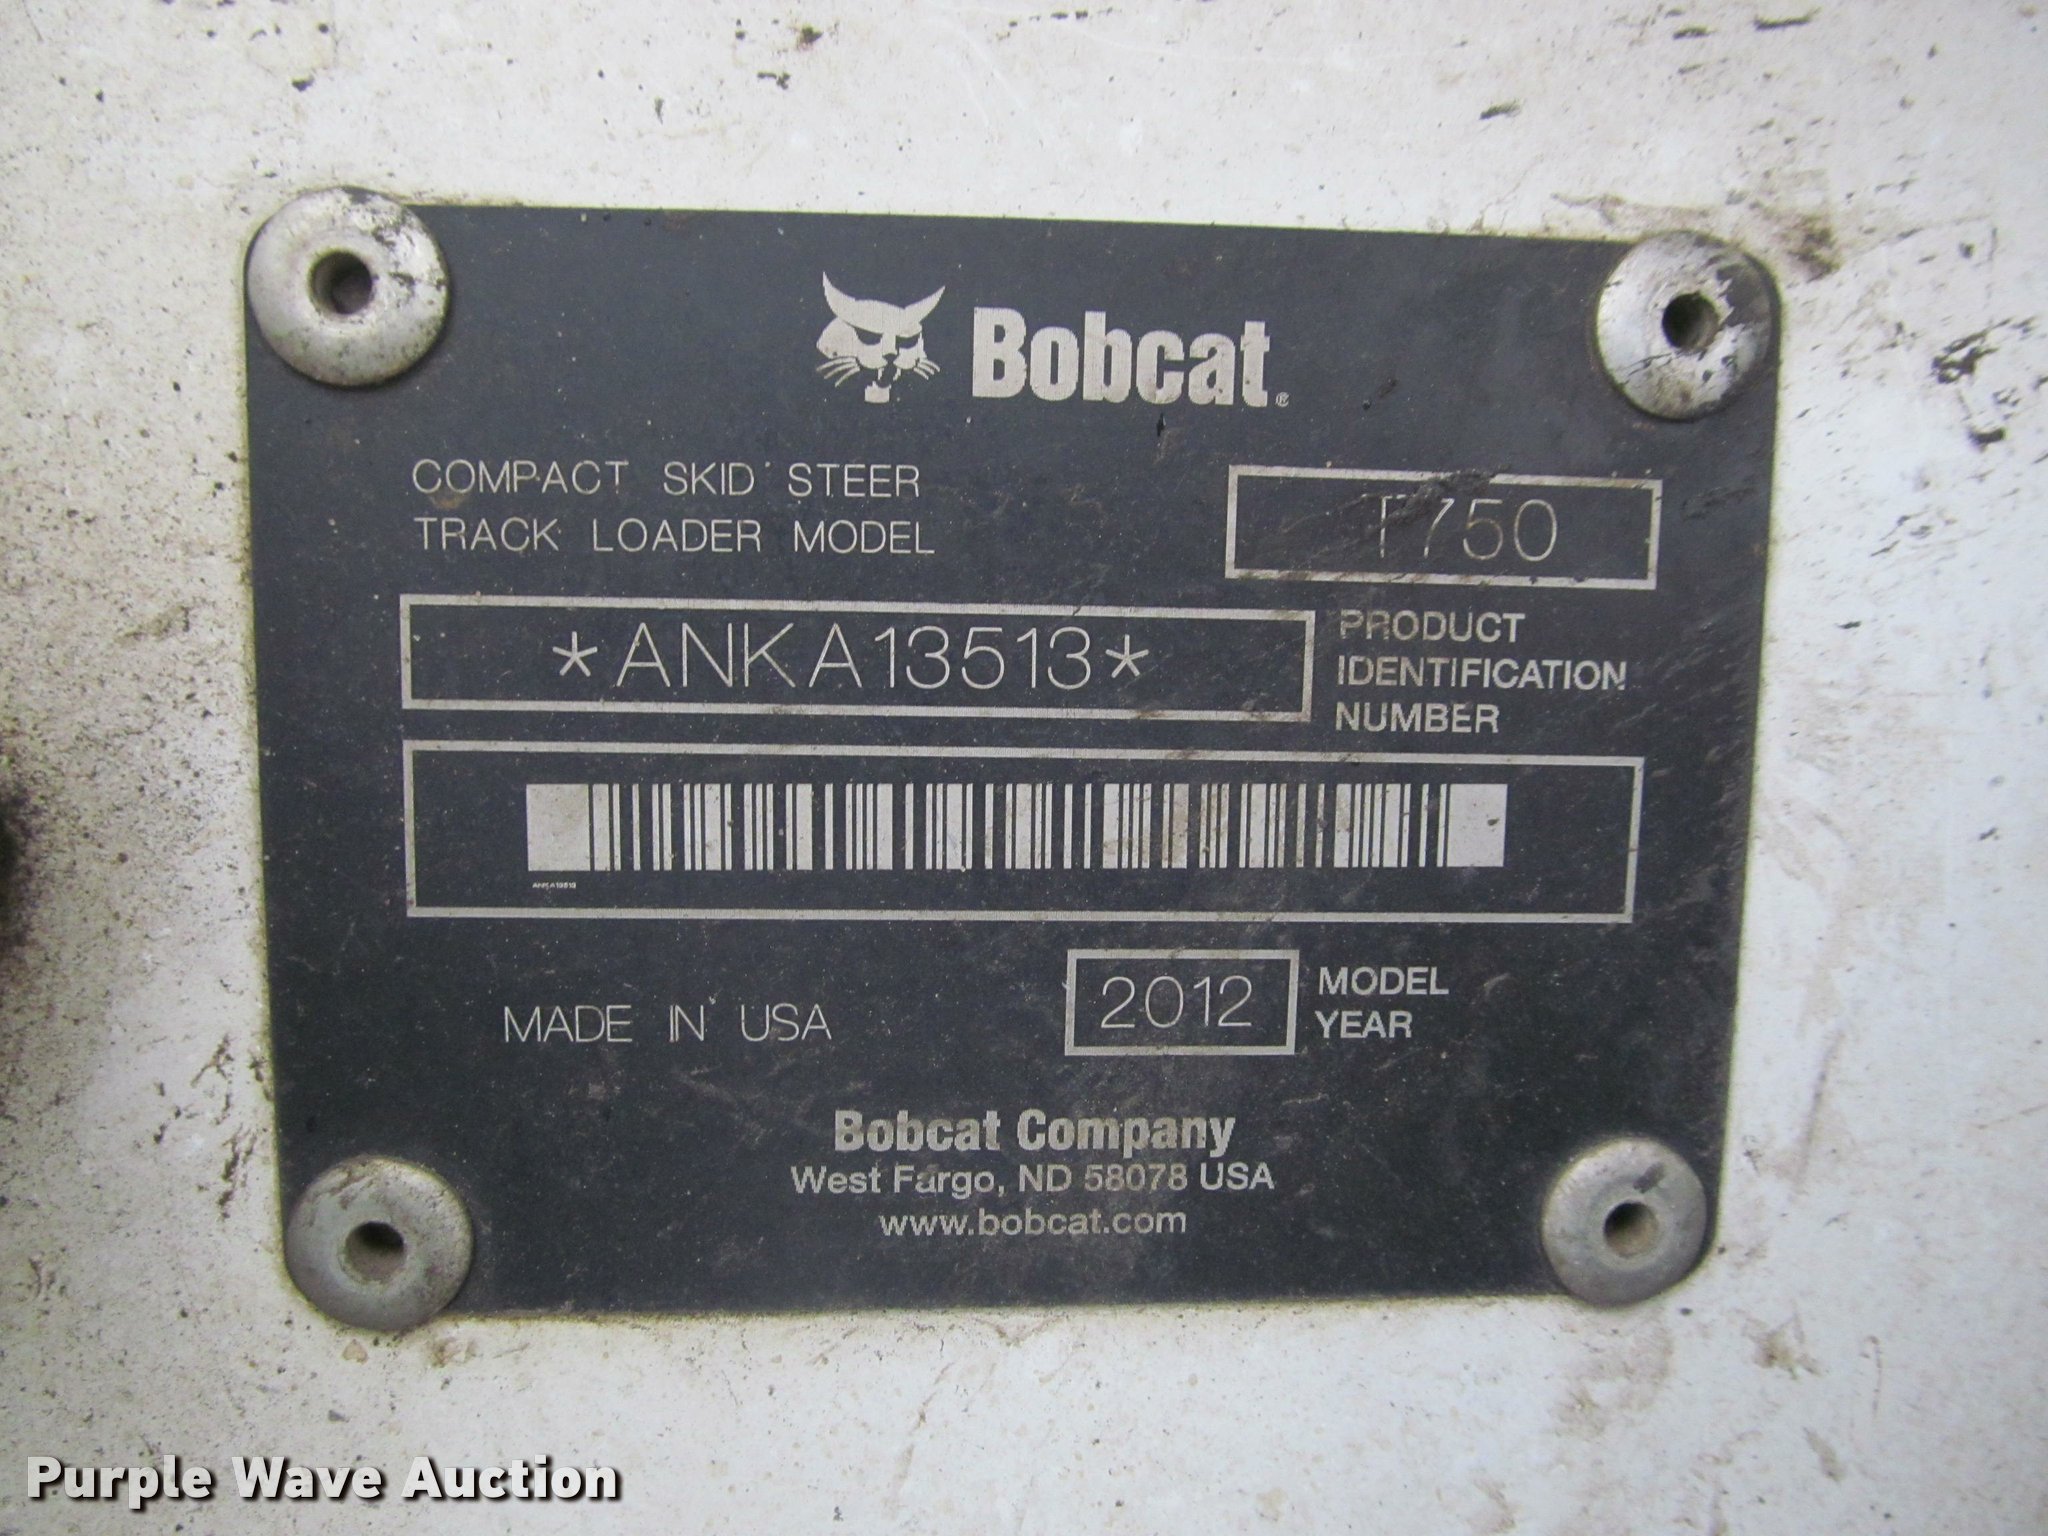 Bobcat®
COMPACT SKID STEER
TRACK LOADER MODEL
T750
*ANKA13513*
PRODUCT
IDENTIFICATION
NUMBER
ANKA13513
MADE IN USA
2012
MODEL
YEAR
Bobcat Company
West Fargo, ND 58078 USA
www.bobcat.com
Purple Wave Auction